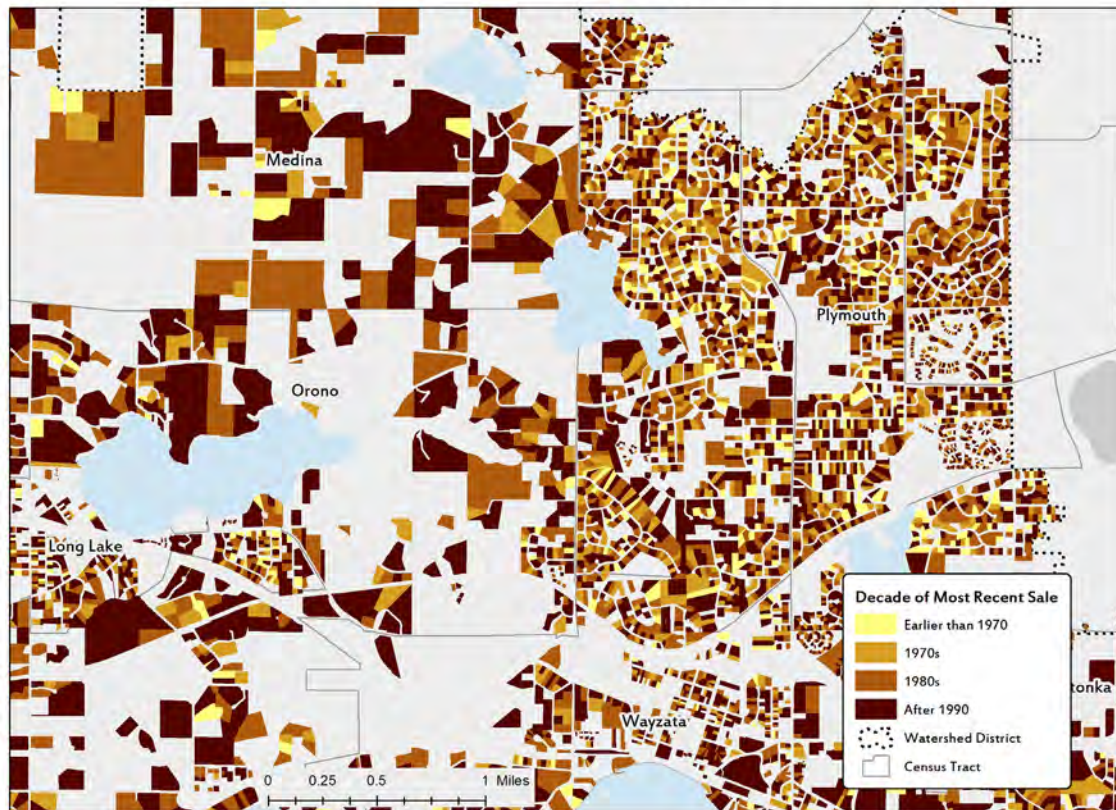 Medina
Plymouth
Orono
Long Lake
Wayzata
tonka
Decade of Most Recent Sale
Earlier than 1970
1970s
1980s
After 1990
Watershed District
Census Tract
0 0.25 0.5 1 Miles